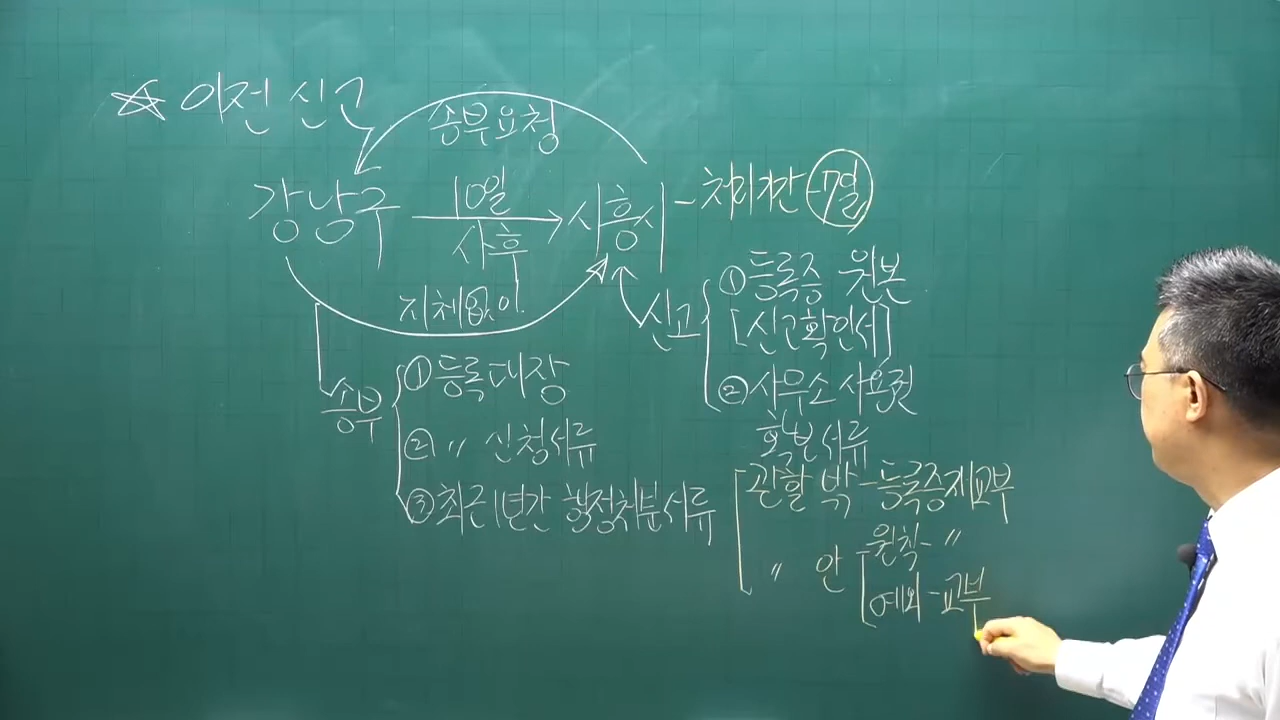 ☆ 이전 신고
송부요청
강남구 10일 시흥시 - 처리기간 - 7일
사후
지체없이
신고 ① 등록증 원본
[신고확인서]
② 사무소 사용권
확보서류
송부 ① 등록대장
② 〃 신청서류
③ 최근 1년간 행정처분서류
관할 밖 - 등록증재교부
〃 안 원칙 - 〃
예외 - 교부